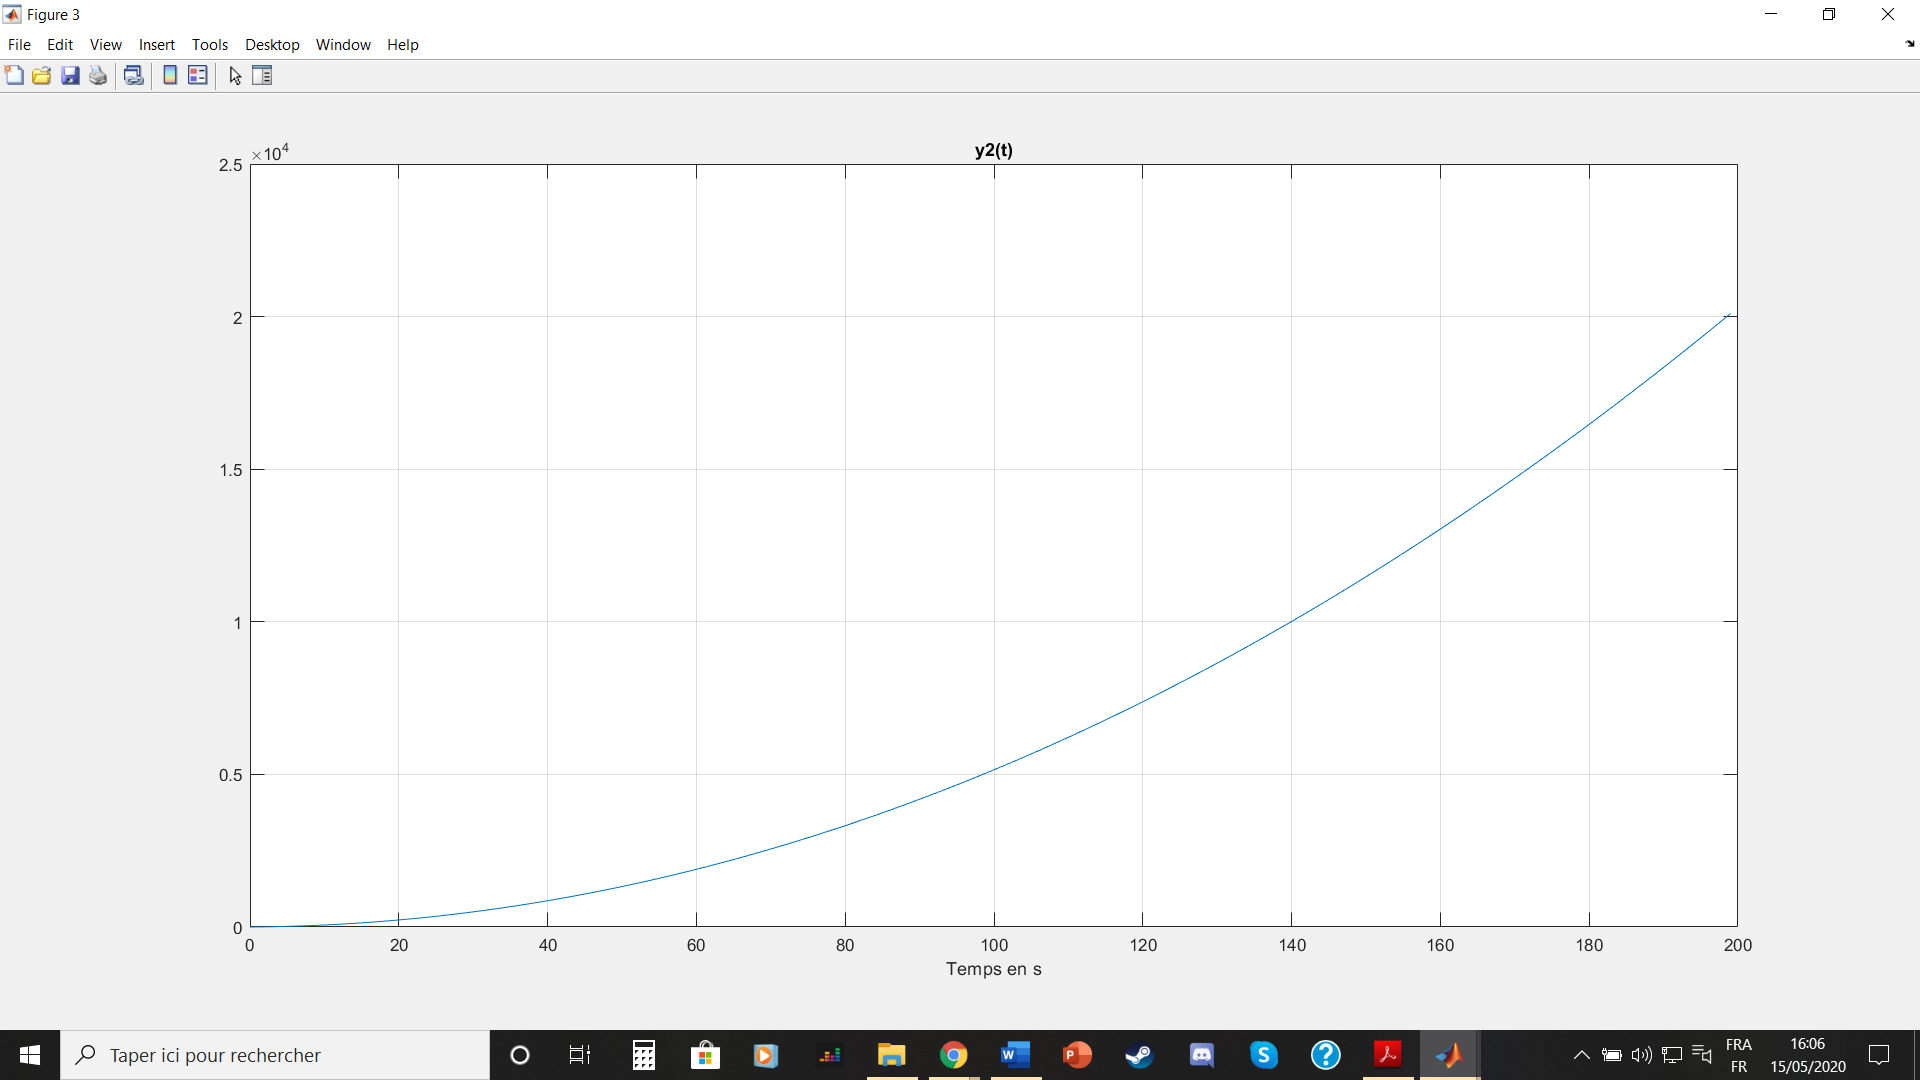 Figure 3
File Edit View Insert Tools Desktop Window Help
y2(t)
×10^4
2.5
2
1.5
1
0.5
0
0 20 40 60 80 100 120 140 160 180 200
Temps en s
Taper ici pour rechercher
FRA
FR
16:06
15/05/2020